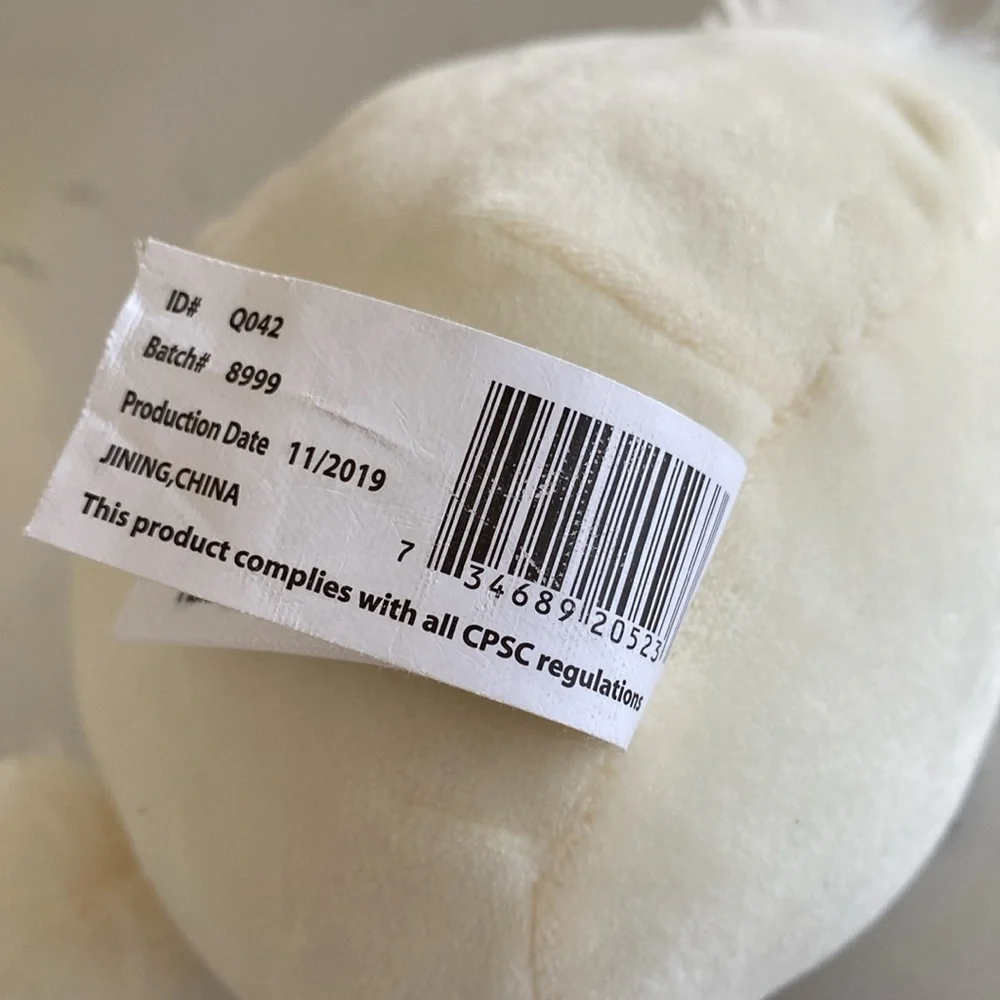 ID# Q042
Batch# 8999
Production Date 11/2019
JINING,CHINA
This product complies with all CPSC regulations
7 34689 20523